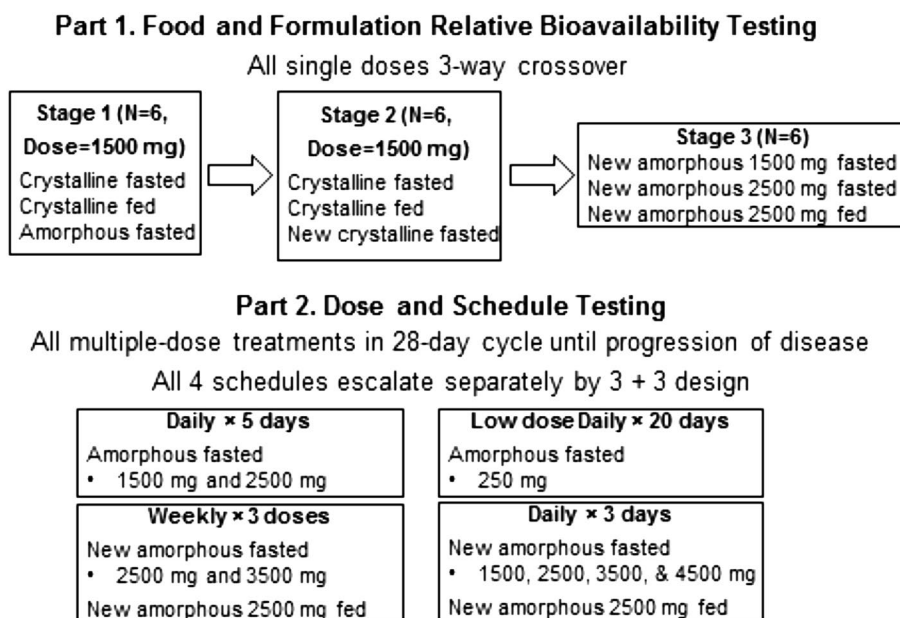 Part 1. Food and Formulation Relative Bioavailability Testing
All single doses 3-way crossover
Stage 1 (N=6,
Dose=1500 mg)
Crystalline fasted
Crystalline fed
Amorphous fasted
Stage 2 (N=6,
Dose=1500 mg)
Crystalline fasted
Crystalline fed
New crystalline fasted
Stage 3 (N=6)
New amorphous 1500 mg fasted
New amorphous 2500 mg fasted
New amorphous 2500 mg fed
Part 2. Dose and Schedule Testing
All multiple-dose treatments in 28-day cycle until progression of disease
All 4 schedules escalate separately by 3 + 3 design
Daily × 5 days
Amorphous fasted
• 1500 mg and 2500 mg
Low dose Daily × 20 days
Amorphous fasted
• 250 mg
Weekly × 3 doses
New amorphous fasted
• 2500 mg and 3500 mg
New amorphous 2500 mg fed
Daily × 3 days
New amorphous fasted
• 1500, 2500, 3500, & 4500 mg
New amorphous 2500 mg fed